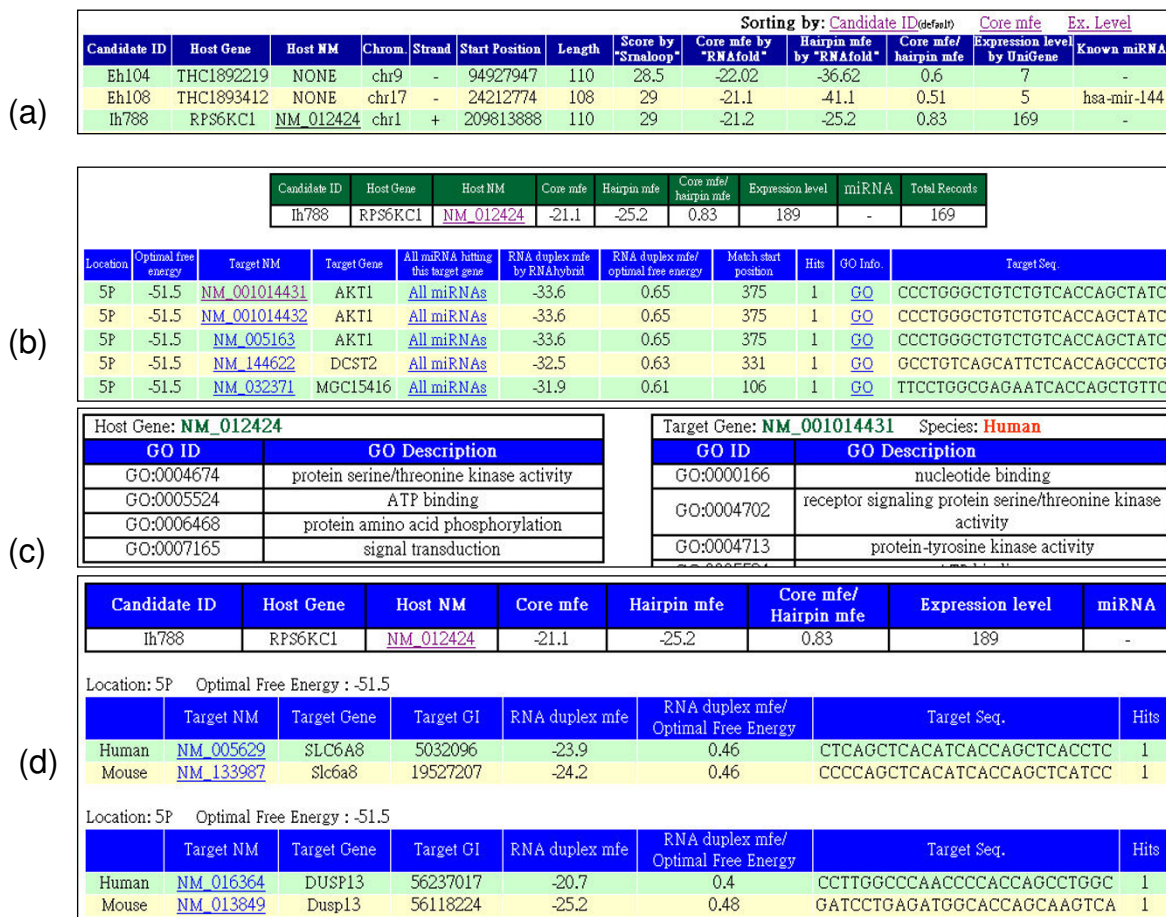 Sorting by: Candidate ID(default) Core mfe Ex. Level
Candidate ID Host Gene Host NM Chrom. Strand Start Position Length Score by "Srnaloop" Core mfe by "RNAfold" Hairpin mfe by "RNAfold" Core mfe/ hairpin mfe Expression level by UniGene Known miRNA
Eh104 THC1892219 NONE chr9 - 94927947 110 28.5 -22.02 -36.62 0.6 7 -
(a)
Eh108 THC1893412 NONE chr17 - 24212774 108 29 -21.1 -41.1 0.51 5 hsa-mir-144
Ih788 RPS6KC1 NM_012424 chr1 + 209813888 110 29 -21.2 -25.2 0.83 169 -
Candidate ID Host Gene Host NM Core mfe Hairpin mfe Core mfe/ hairpin mfe Expression level miRNA Total Records
Ih788 RPS6KC1 NM_012424 -21.1 -25.2 0.83 189 - 169
Location Optimal free energy Target NM Target Gene All miRNA hitting this target gene RNA duplex mfe by RNAhybrid RNA duplex mfe/ optimal free energy Match start position Hits GO Info. Target Seq.
5P -51.5 NM_001014431 AKT1 All miRNAs -33.6 0.65 375 1 GO CCCTGGGCTGTCTGTCACCAGCTATC
5P -51.5 NM_001014432 AKT1 All miRNAs -33.6 0.65 375 1 GO CCCTGGGCTGTCTGTCACCAGCTATC
(b)
5P -51.5 NM_005163 AKT1 All miRNAs -33.6 0.65 375 1 GO CCCTGGGCTGTCTGTCACCAGCTATC
5P -51.5 NM_144622 DCST2 All miRNAs -32.5 0.63 331 1 GO GCCTGTCAGCATTCTCACCAGCCCTG
5P -51.5 NM_032371 MGC15416 All miRNAs -31.9 0.61 106 1 GO TTCCTGGCGAGAATCACCAGCTGTTC
Host Gene: NM_012424
GO ID GO Description
GO:0004674 protein serine/threonine kinase activity
GO:0005524 ATP binding
GO:0006468 protein amino acid phosphorylation
GO:0007165 signal transduction
Target Gene: NM_001014431 Species: Human
GO ID GO Description
GO:0000166 nucleotide binding
GO:0004702 receptor signaling protein serine/threonine kinase activity
GO:0004713 protein-tyrosine kinase activity
(c)
Candidate ID Host Gene Host NM Core mfe Hairpin mfe Core mfe/ Hairpin mfe Expression level miRNA
Ih788 RPS6KC1 NM_012424 -21.1 -25.2 0.83 189 -
Location: 5P Optimal Free Energy : -51.5
Target NM Target Gene Target GI RNA duplex mfe RNA duplex mfe/ Optimal Free Energy Target Seq. Hits
Human NM_005629 SLC6A8 5032096 -23.9 0.46 CTCAGCTCACATCACCAGCTCACCTC 1
(d)
Mouse NM_133987 Slc6a8 19527207 -24.2 0.46 CCCCAGCTCACATCACCAGCTCATCC 1
Location: 5P Optimal Free Energy : -51.5
Target NM Target Gene Target GI RNA duplex mfe RNA duplex mfe/ Optimal Free Energy Target Seq. Hits
Human NM_016364 DUSP13 56237017 -20.7 0.4 CCTTGGCCCAACCCCACCAGCCTGGC 1
Mouse NM_013849 Dusp13 56118224 -25.2 0.48 GATCCTGAGATGGCACCAGCAAGTCA 1